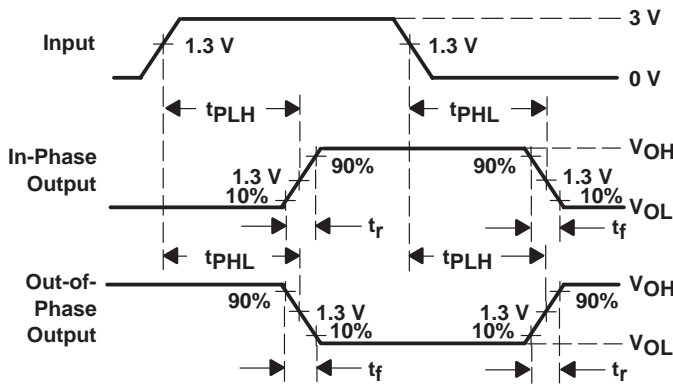 3 V
Input
1.3 V
1.3 V
0 V
tPLH
tPHL
In-Phase
Output
90%
90%
VOH
1.3 V
1.3 V
10%
10%
VOL
tr
tf
tPHL
tPLH
Out-of-
Phase
Output
VOH
90%
90%
1.3 V
1.3 V
10%
10%
VOL
tf
tr